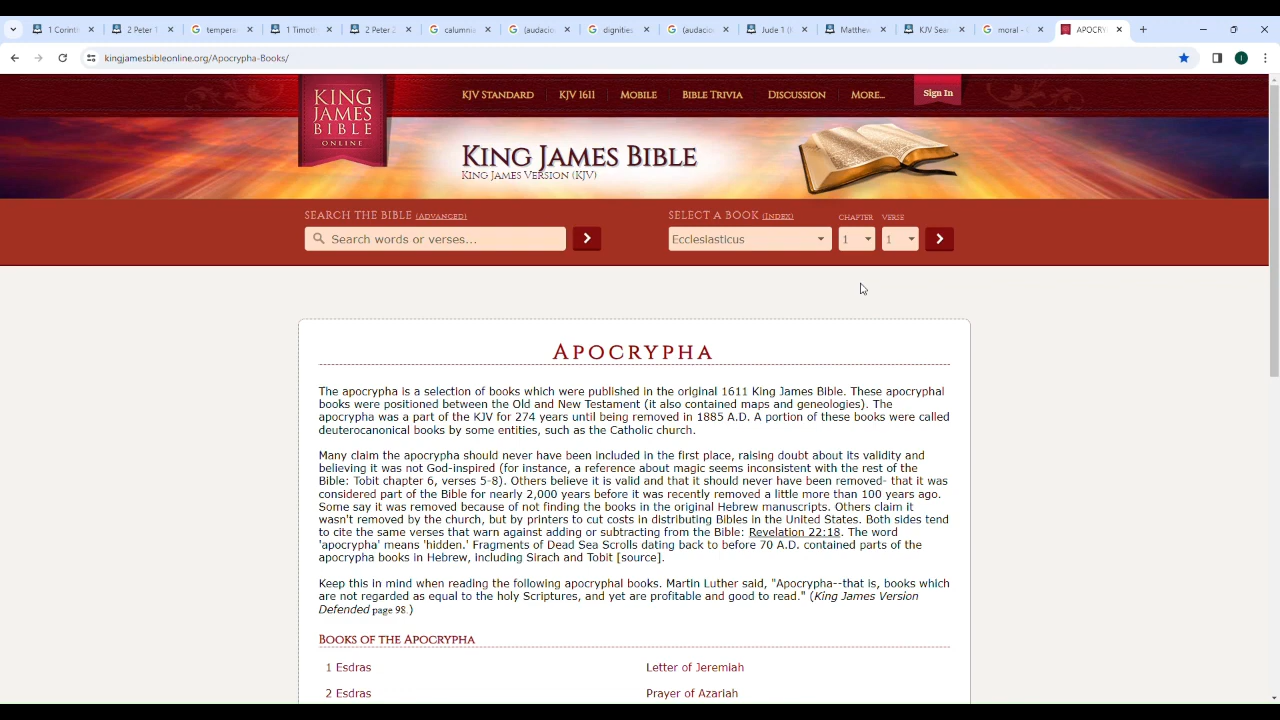 1 Corint
2 Peter 1
tempera
1 Timoth
2 Peter 2
calumnia
(audacio
dignities
(audacio
Jude 1 (
Matthew
KJV Sear
moral -
APOCRY
kingjamesbibleonline.org/Apocrypha-Books/
KING
JAMES
BIBLE
ONLINE
KJV STANDARD
KJV 1611
MOBILE
BIBLE TRIVIA
DISCUSSION
MORE...
Sign In
KING JAMES BIBLE
KING JAMES VERSION (KJV)
SEARCH THE BIBLE (ADVANCED)
Search words or verses...
SELECT A BOOK (INDEX)
CHAPTER
VERSE
Ecclesiasticus
1
1
APOCRYPHA
The apocrypha is a selection of books which were published in the original 1611 King James Bible. These apocryphal
books were positioned between the Old and New Testament (it also contained maps and geneologies). The
apocrypha was a part of the KJV for 274 years until being removed in 1885 A.D. A portion of these books were called
deuterocanonical books by some entities, such as the Catholic church.
Many claim the apocrypha should never have been included in the first place, raising doubt about its validity and
believing it was not God-inspired (for instance, a reference about magic seems inconsistent with the rest of the
Bible: Tobit chapter 6, verses 5-8). Others believe it is valid and that it should never have been removed- that it was
considered part of the Bible for nearly 2,000 years before it was recently removed a little more than 100 years ago.
Some say it was removed because of not finding the books in the original Hebrew manuscripts. Others claim it
wasn't removed by the church, but by printers to cut costs in distributing Bibles in the United States. Both sides tend
to cite the same verses that warn against adding or subtracting from the Bible: Revelation 22:18. The word
'apocrypha' means 'hidden.' Fragments of Dead Sea Scrolls dating back to before 70 A.D. contained parts of the
apocrypha books in Hebrew, including Sirach and Tobit [source].
Keep this in mind when reading the following apocryphal books. Martin Luther said, "Apocrypha--that is, books which
are not regarded as equal to the holy Scriptures, and yet are profitable and good to read." (King James Version
Defended page 98.)
BOOKS OF THE APOCRYPHA
1 Esdras
Letter of Jeremiah
2 Esdras
Prayer of Azariah